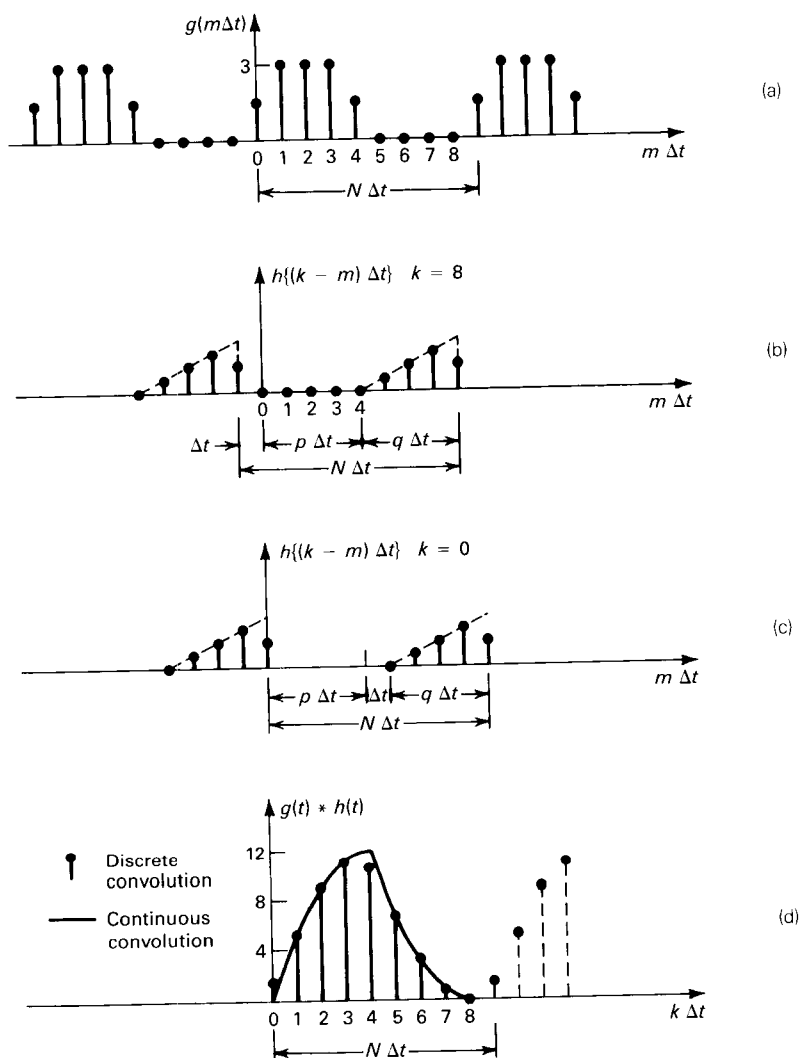 g(mΔt)
3
(a)
0 1 2 3 4 5 6 7 8
m Δt
N Δt
h{(k − m) Δt} k = 8
(b)
0 1 2 3 4
m Δt
Δt
p Δt
q Δt
N Δt
h{(k − m) Δt} k = 0
(c)
m Δt
p Δt
Δt
q Δt
N Δt
g(t) * h(t)
12
8
4
Discrete
convolution
Continuous
convolution
(d)
0 1 2 3 4 5 6 7 8
k Δt
N Δt